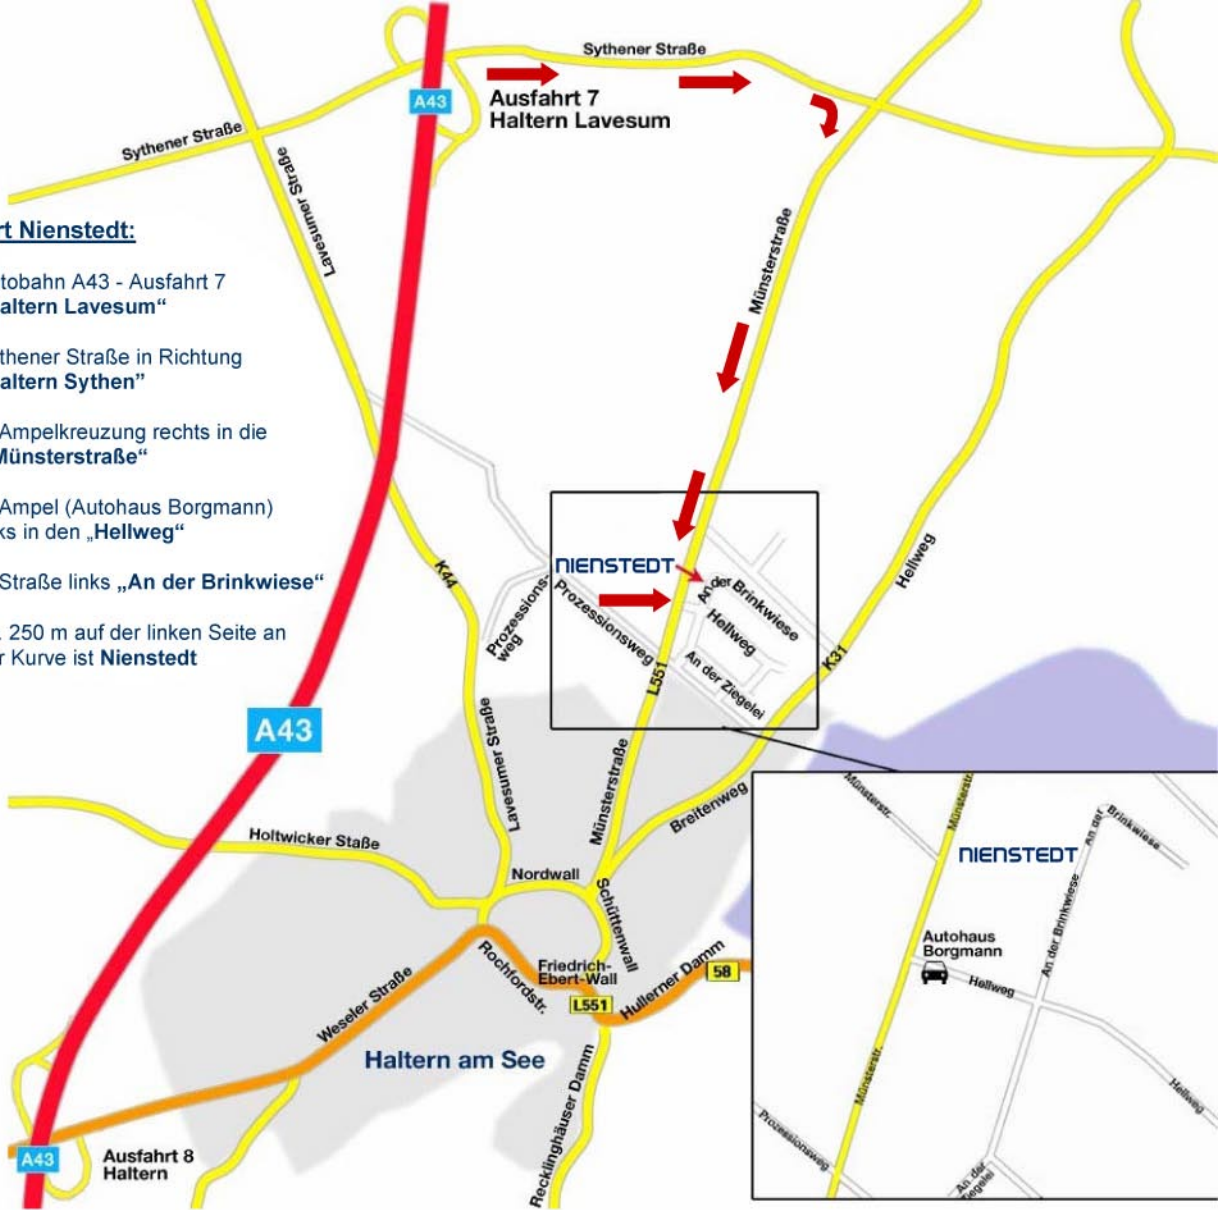 Sythener Straße
A43
Ausfahrt 7
Haltern Lavesum
Sythener Straße
Lavesumer Straße
Münsterstraße
rt Nienstedt:
tobahn A43 - Ausfahrt 7
altern Lavesum“
thener Straße in Richtung
altern Sythen”
Ampelkreuzung rechts in die
Münsterstraße“
Ampel (Autohaus Borgmann)
ks in den „Hellweg“
Straße links „An der Brinkwiese“
. 250 m auf der linken Seite an
r Kurve ist Nienstedt
K44
Hellweg
NIENSTEDT
An der Brinkwiese
Prozessions-
weg
Prozessionsweg
Hellweg
An der Ziegelei
L551
K31
A43
Lavesumer Straße
Münsterstraße
Breitenweg
Holtwicker Staße
Nordwall
Schüttenwall
Rochfordstr.
Friedrich-
Ebert-Wall
L551
Hullerner Damm
58
Weseler Straße
Haltern am See
Recklinghäuser Damm
A43
Ausfahrt 8
Haltern
Münsterstr.
Münsterstr.
An der
Brinkwiese
NIENSTEDT
An der Brinkwiese
Autohaus
Borgmann
Hellweg
Münsterstr.
Hellweg
Prozessionsweg
An der
Ziegelei